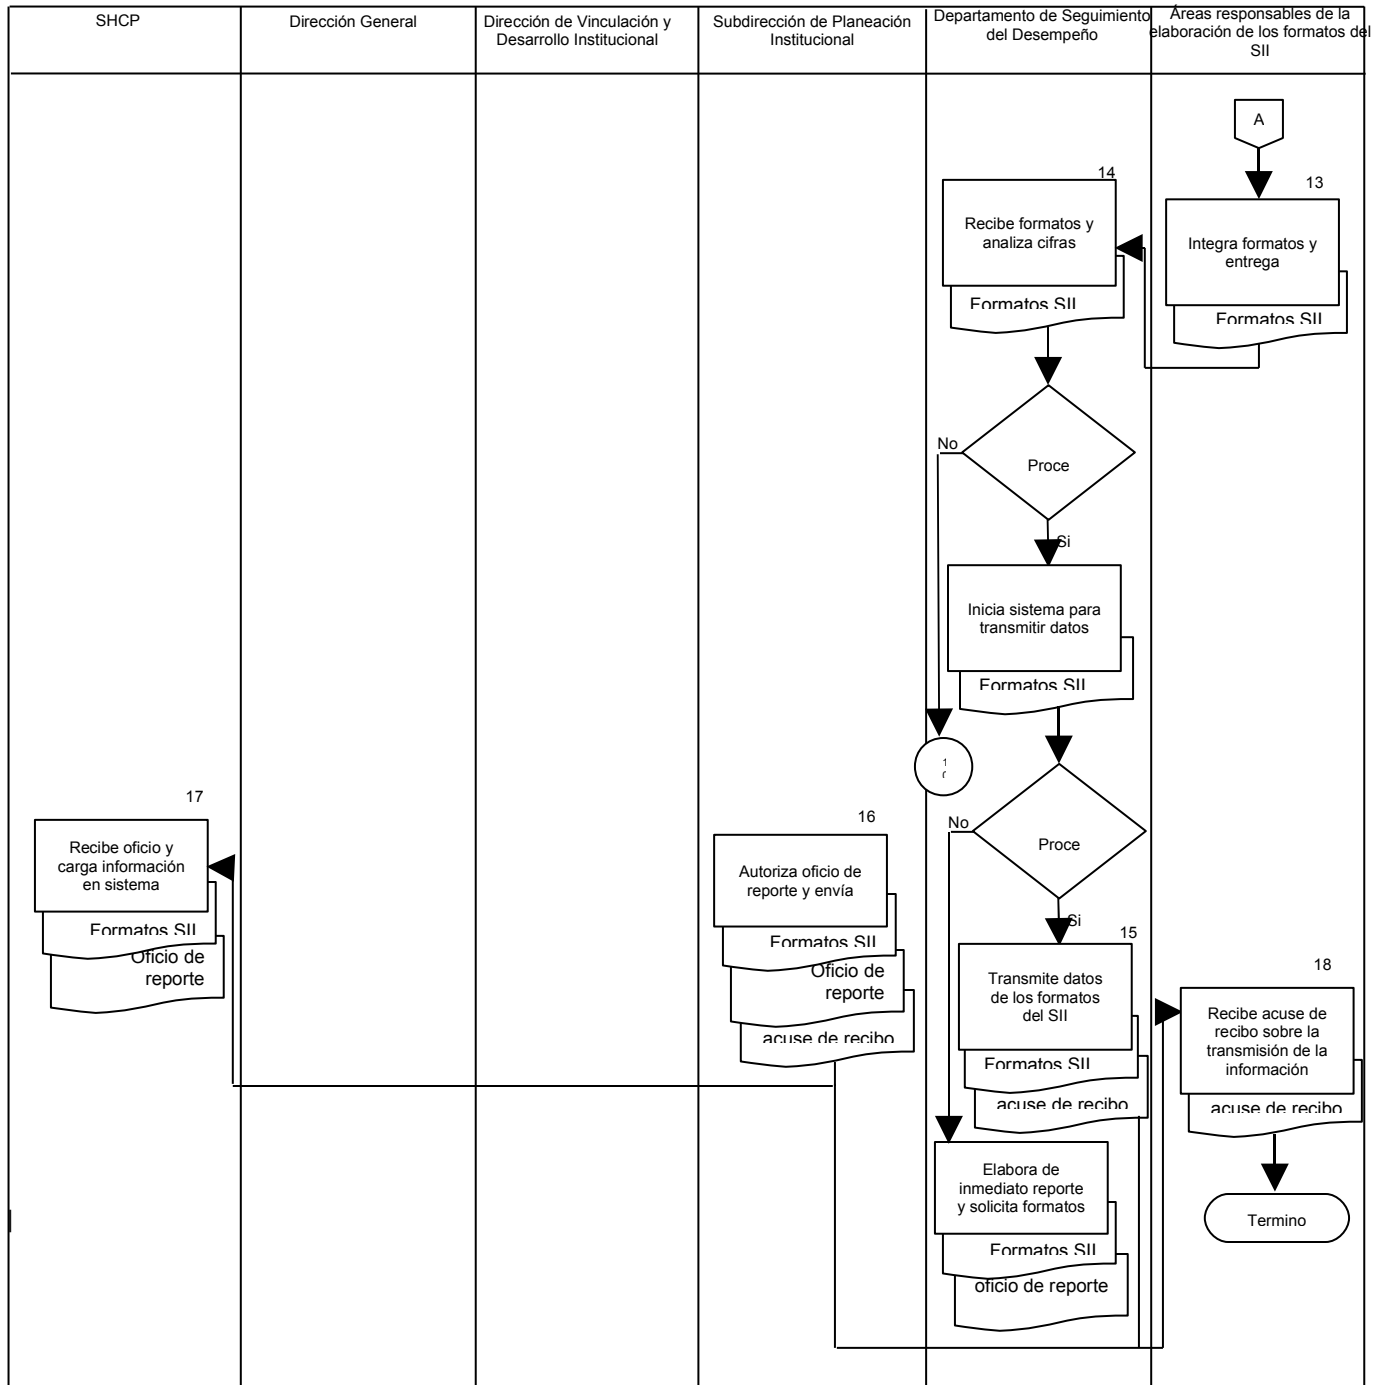 SHCP
Dirección General
Dirección de Vinculación y
Desarrollo Institucional
Subdirección de Planeación
Institucional
Departamento de Seguimiento
del Desempeño
Áreas responsables de la
elaboración de los formatos del
SII
A
13
Integra formatos y
entrega
Formatos SII
14
Recibe formatos y
analiza cifras
Formatos SII
No
Proce
Si
Inicia sistema para
transmitir datos
Formatos SII
1
No
Proce
Si
15
Transmite datos
de los formatos
del SII
Formatos SII
acuse de recibo
Elabora de
inmediato reporte
y solicita formatos
Formatos SII
oficio de reporte
16
Autoriza oficio de
reporte y envía
Formatos SII
Oficio de
reporte
acuse de recibo
17
Recibe oficio y
carga información
en sistema
Formatos SII
Oficio de
reporte
18
Recibe acuse de
recibo sobre la
transmisión de la
información
acuse de recibo
Termino